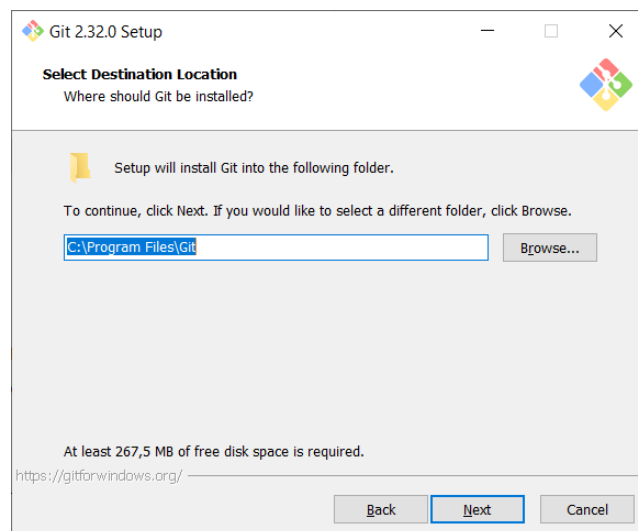 Git 2.32.0 Setup
Select Destination Location
Where should Git be installed?
Setup will install Git into the following folder.
To continue, click Next. If you would like to select a different folder, click Browse.
C:\Program Files\Git
Browse...
At least 267,5 MB of free disk space is required.
https://gitforwindows.org/
Back
Next
Cancel